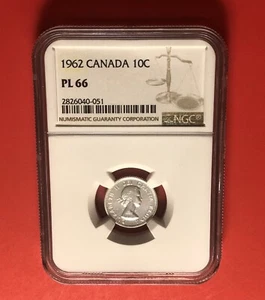 1962 CANADA 10C
PL 66
2826040-051
NUMISMATIC GUARANTY CORPORATION
NGC